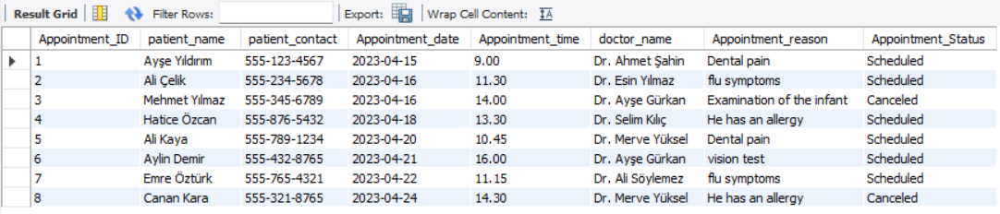 Result Grid Filter Rows: Export: Wrap Cell Content: IA
Appointment_ID patient_name patient_contact Appointment_date Appointment_time doctor_name Appointment_reason Appointment_Status
1 Ayşe Yıldırım 555-123-4567 2023-04-15 9.00 Dr. Ahmet Şahin Dental pain Scheduled
2 Ali Çelik 555-234-5678 2023-04-16 11.30 Dr. Esin Yılmaz flu symptoms Scheduled
3 Mehmet Yılmaz 555-345-6789 2023-04-16 14.00 Dr. Ayşe Gürkan Examination of the infant Canceled
4 Hatice Özcan 555-876-5432 2023-04-18 13.30 Dr. Selim Kılıç He has an allergy Scheduled
5 Ali Kaya 555-789-1234 2023-04-20 10.45 Dr. Merve Yüksel Dental pain Scheduled
6 Aylin Demir 555-432-8765 2023-04-21 16.00 Dr. Ayşe Gürkan vision test Scheduled
7 Emre Öztürk 555-765-4321 2023-04-22 11.15 Dr. Ali Söylemez flu symptoms Scheduled
8 Canan Kara 555-321-8765 2023-04-24 14.30 Dr. Merve Yüksel He has an allergy Canceled